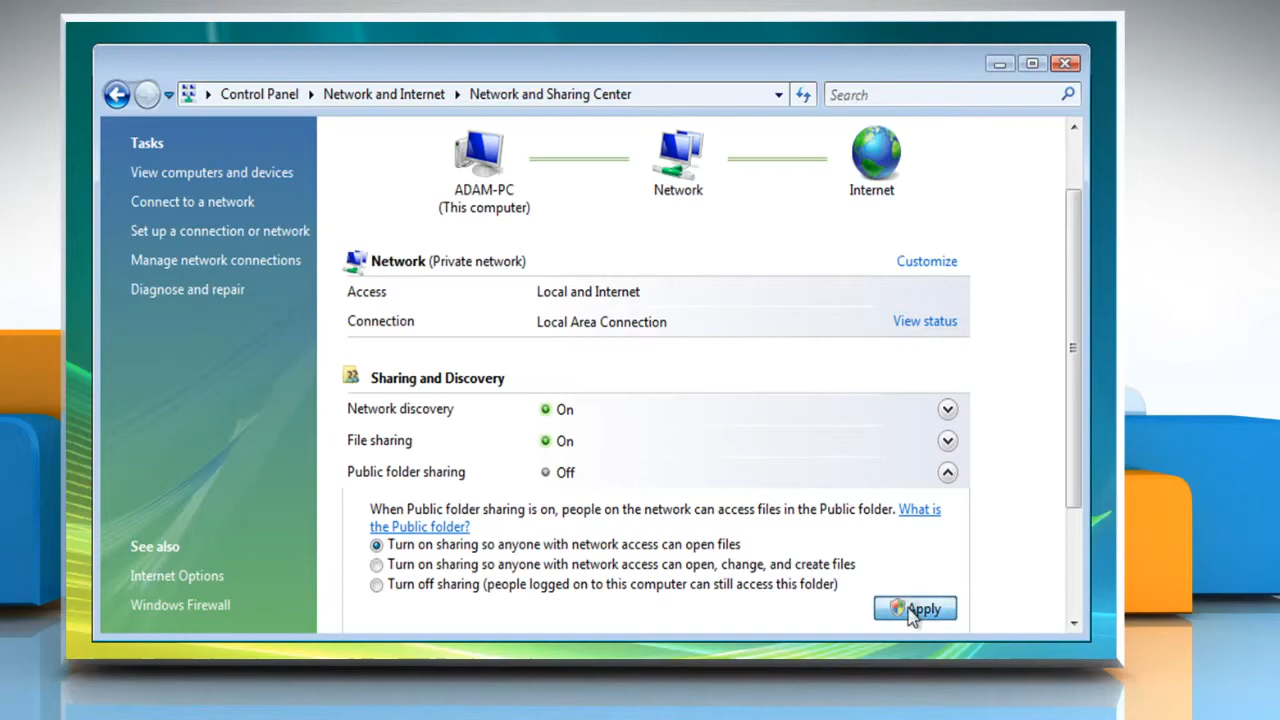 Control Panel Network and Internet Network and Sharing Center
Search
Tasks
View computers and devices
Connect to a network
Set up a connection or network
Manage network connections
Diagnose and repair
See also
Internet Options
Windows Firewall
ADAM-PC
(This computer)
Network
Internet
Network (Private network) Customize
Access Local and Internet
Connection Local Area Connection View status
Sharing and Discovery
Network discovery On
File sharing On
Public folder sharing Off
When Public folder sharing is on, people on the network can access files in the Public folder. What is
the Public folder?
Turn on sharing so anyone with network access can open files
Turn on sharing so anyone with network access can open, change, and create files
Turn off sharing (people logged on to this computer can still access this folder)
Apply